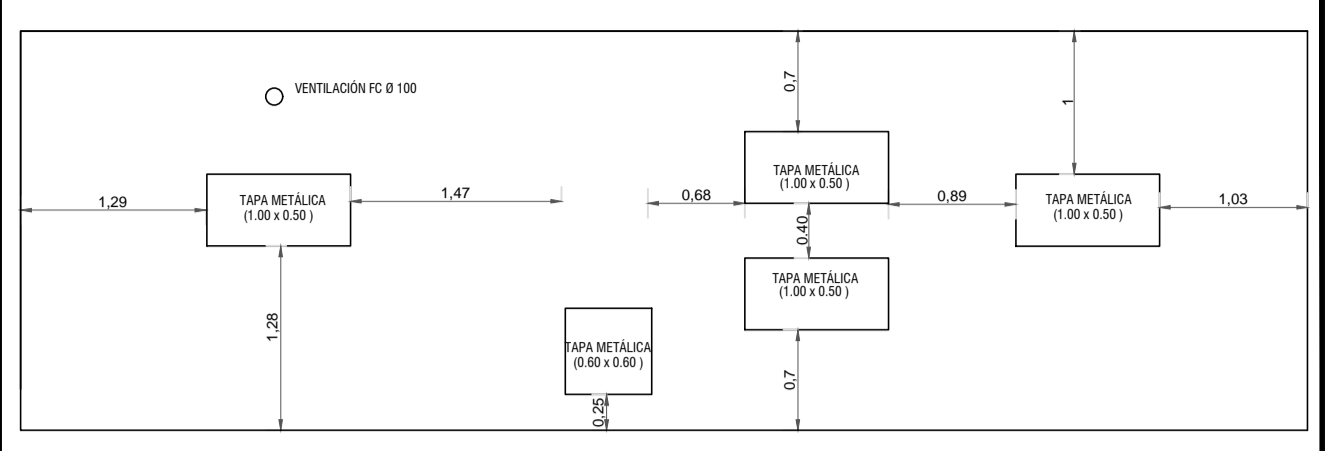 VENTILACIÓN FC Ø 100
0,7
1
TAPA METÁLICA
(1.00 x 0.50 )
1,29
TAPA METÁLICA
(1.00 x 0.50 )
1,47
0,68
0,89
TAPA METÁLICA
(1.00 x 0.50 )
1,03
0.40
TAPA METÁLICA
(1.00 x 0.50 )
1,28
TAPA METÁLICA
(0.60 x 0.60 )
0,7
0,25